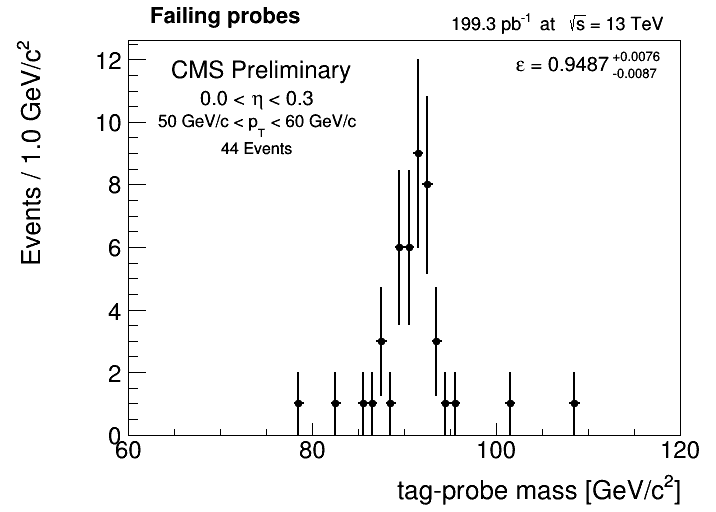 Failing probes
199.3 pb⁻¹ at √s = 13 TeV
CMS Preliminary
ε = 0.9487 +0.0076 -0.0087
0.0 < η < 0.3
50 GeV/c < p_T < 60 GeV/c
44 Events
Events / 1.0 GeV/c²
12
10
8
6
4
2
0
60 80 100 120
tag-probe mass [GeV/c²]